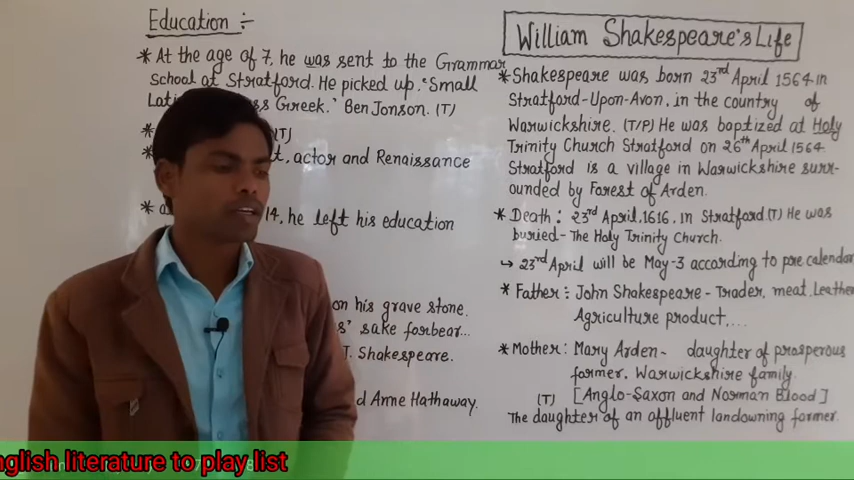 Education :-
* At the age of 7, he was sent to the Grammar
School at Stratford. He picked up. 'Small
Greek.' Ben Jonson. (T)
* (T)
* actor and Renaissance
* 14, he left his education
on his grave stone.
sake forbear...
Shakespeare.
Anne Hathaway.
William Shakespeare's Life
* Shakespeare was born 23rd April 1564 in
Stratford-Upon-Avon. in the country of
Warwickshire. (T/P) He was baptized at Holy
Trinity Church Stratford on 26th April 1564.
Stratford is a village in Warwickshire surr-
ounded by Forest of Arden.
* Death: 23rd April, 1616. in Stratford.(T) He was
buried - The Holy Trinity Church.
↳ 23rd April will be May-3 according to pre calendar
* Father :- John Shakespeare - Trader, meat. Leather
Agriculture product,...
* Mother: Mary Arden - daughter of prosperous
former. Warwickshire family.
(T) [Anglo-Saxon and Norman Blood]
The daughter of an affluent landowning former.
nglish literature to play list